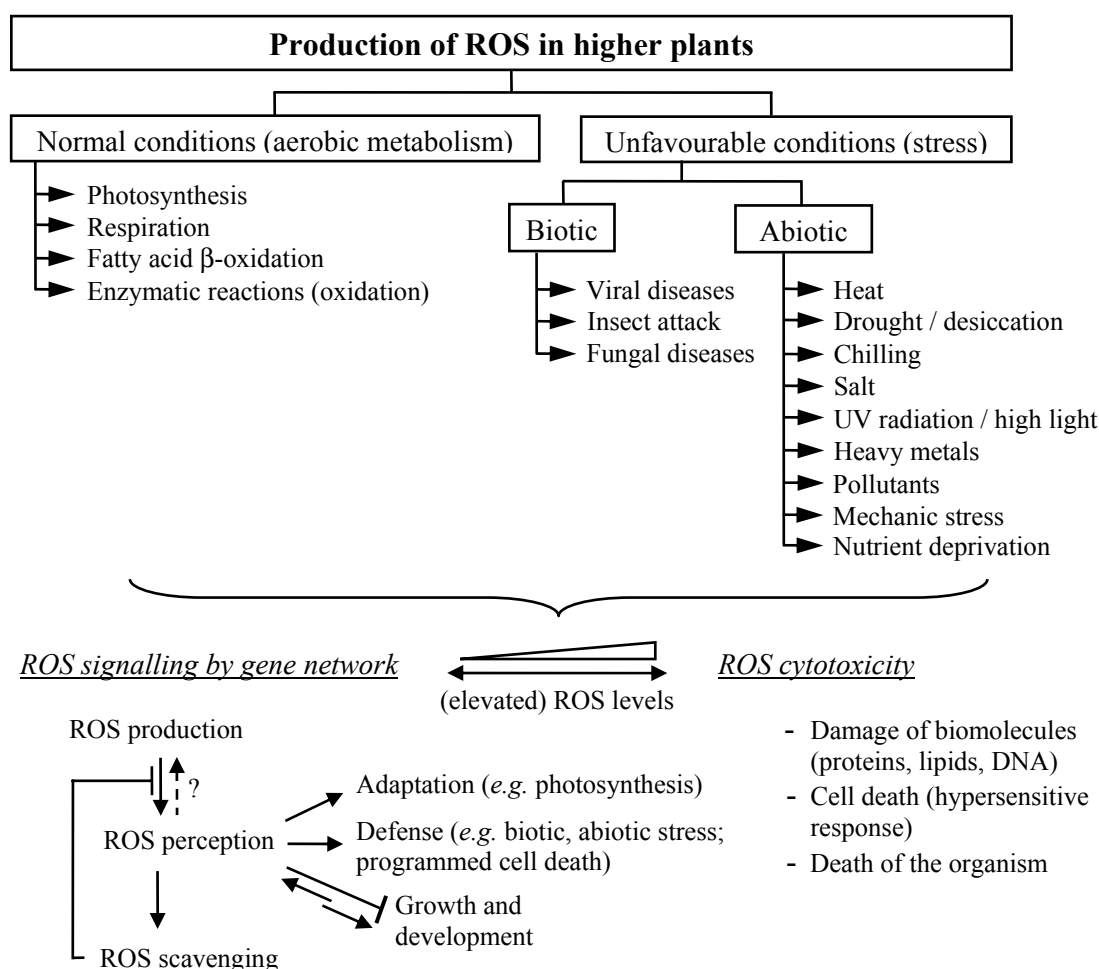 Production of ROS in higher plants
Normal conditions (aerobic metabolism)
Photosynthesis
Respiration
Fatty acid β-oxidation
Enzymatic reactions (oxidation)
Unfavourable conditions (stress)
Biotic
Viral diseases
Insect attack
Fungal diseases
Abiotic
Heat
Drought / desiccation
Chilling
Salt
UV radiation / high light
Heavy metals
Pollutants
Mechanic stress
Nutrient deprivation
ROS signalling by gene network
(elevated) ROS levels
ROS cytotoxicity
ROS production
?
ROS perception
ROS scavenging
Adaptation (e.g. photosynthesis)
Defense (e.g. biotic, abiotic stress;
programmed cell death)
Growth and
development
- Damage of biomolecules
(proteins, lipids, DNA)
- Cell death (hypersensitive
response)
- Death of the organism